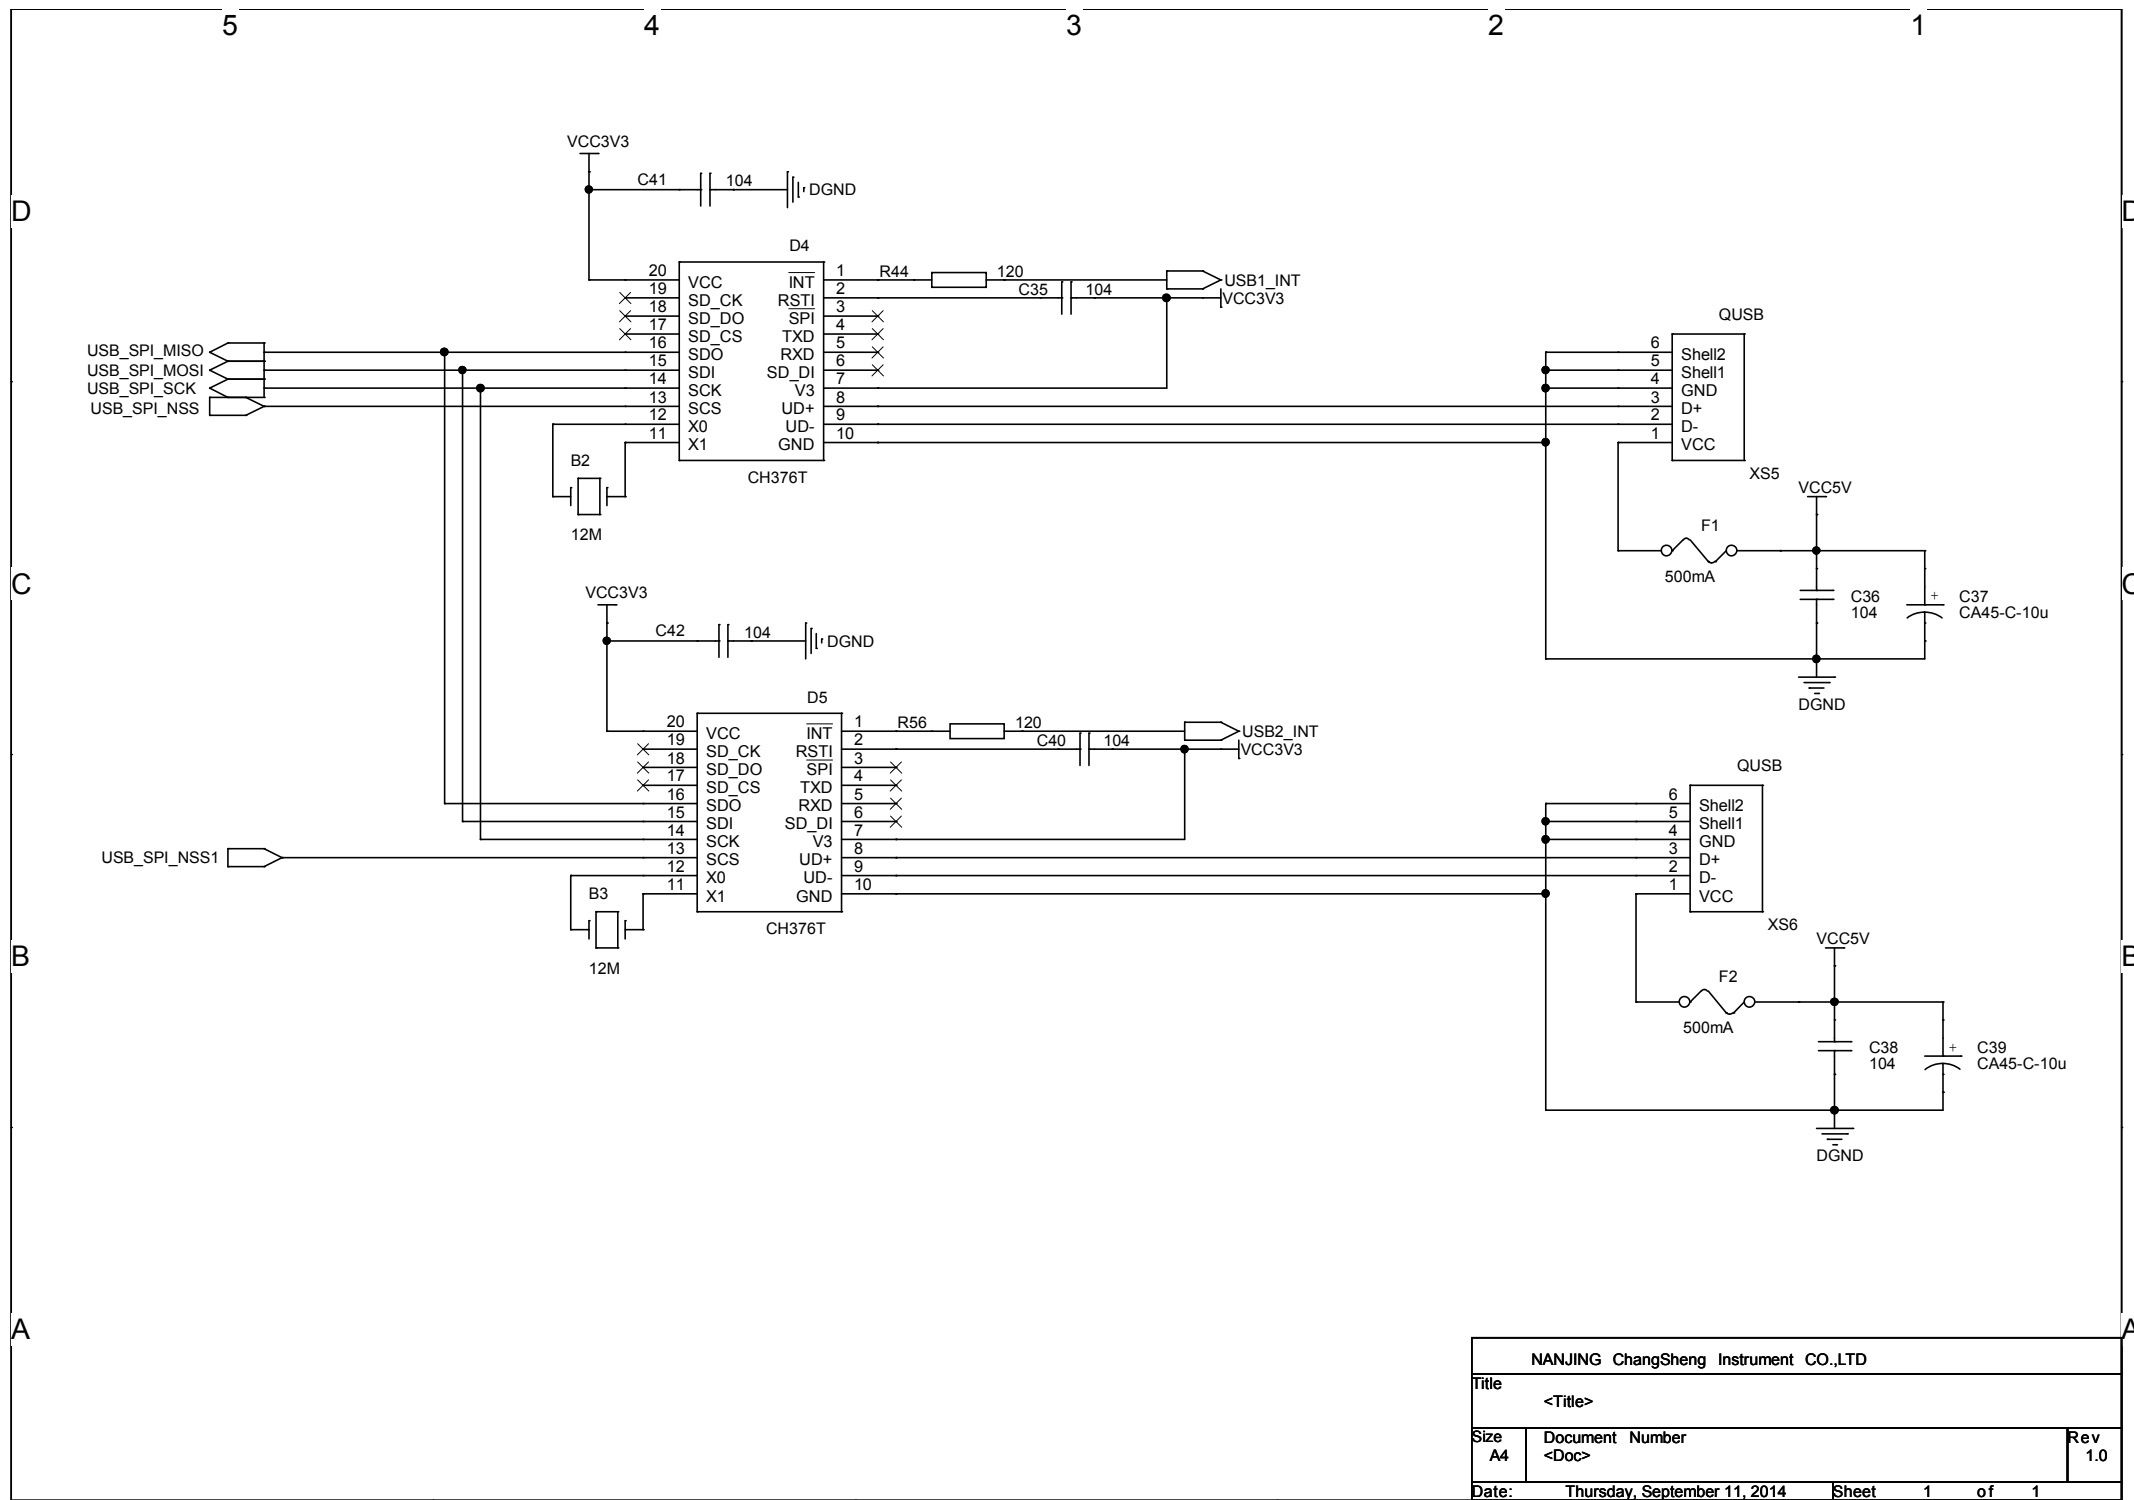 5 4 3 2 1
D D
C C
B B
A A
VCC3V3
C41 104 DGND
D4
20 VCC INT 1 R44 120 USB1_INT
19 SD_CK RSTI 2 C35 104 VCC3V3
18 SD_DO SPI 3
17 SD_CS TXD 4
USB_SPI_MISO 16 SDO RXD 5
USB_SPI_MOSI 15 SDI SD_DI 6
USB_SPI_SCK 14 SCK V3 7
USB_SPI_NSS 13 SCS UD+ 8
12 X0 UD- 9
11 X1 GND 10
CH376T
B2
12M
QUSB
6 Shell2
5 Shell1
4 GND
3 D+
2 D-
1 VCC
XS5
VCC5V
F1
500mA
C36
104
C37
+ CA45-C-10u
DGND
VCC3V3
C42 104 DGND
D5
20 VCC INT 1 R56 120 USB2_INT
19 SD_CK RSTI 2 C40 104 VCC3V3
18 SD_DO SPI 3
17 SD_CS TXD 4
16 SDO RXD 5
15 SDI SD_DI 6
14 SCK V3 7
USB_SPI_NSS1 13 SCS UD+ 8
12 X0 UD- 9
11 X1 GND 10
CH376T
B3
12M
QUSB
6 Shell2
5 Shell1
4 GND
3 D+
2 D-
1 VCC
XS6
VCC5V
F2
500mA
C38
104
C39
+ CA45-C-10u
DGND
NANJING ChangSheng Instrument CO.,LTD
Title
<Title>
Size Document Number Rev
A4 <Doc> 1.0
Date: Thursday, September 11, 2014 Sheet 1 of 1